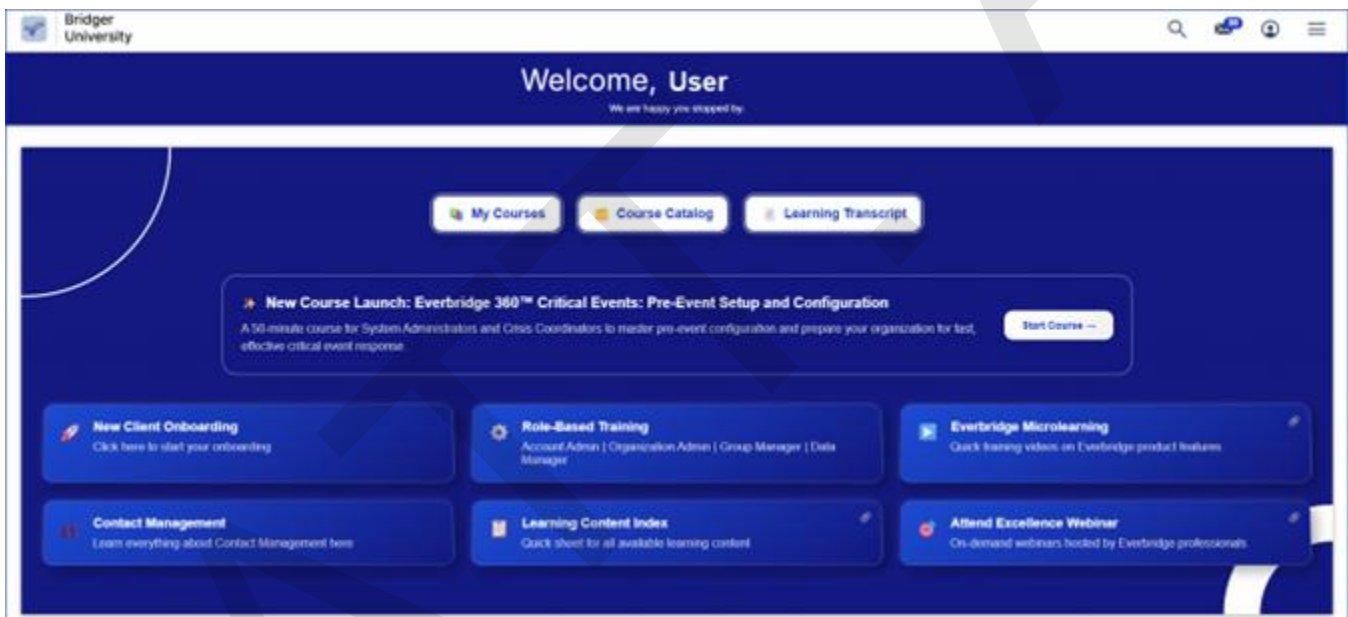 Bridger
University
Welcome, User
We are happy you stopped by.
My Courses
Course Catalog
Learning Transcript
New Course Launch: Everbridge 360™ Critical Events: Pre-Event Setup and Configuration
A 50-minute course for System Administrators and Crisis Coordinators to master pre-event configuration and prepare your organization for fast,
effective critical event response.
Start Course →
New Client Onboarding
Click here to start your onboarding
Role-Based Training
Account Admin | Organization Admin | Group Manager | Data
Manager
Everbridge Microlearning
Quick training videos on Everbridge product features
Contact Management
Learn everything about Contact Management here
Learning Content Index
Quick sheet for all available learning content
Attend Excellence Webinar
On-demand webinars hosted by Everbridge professionals